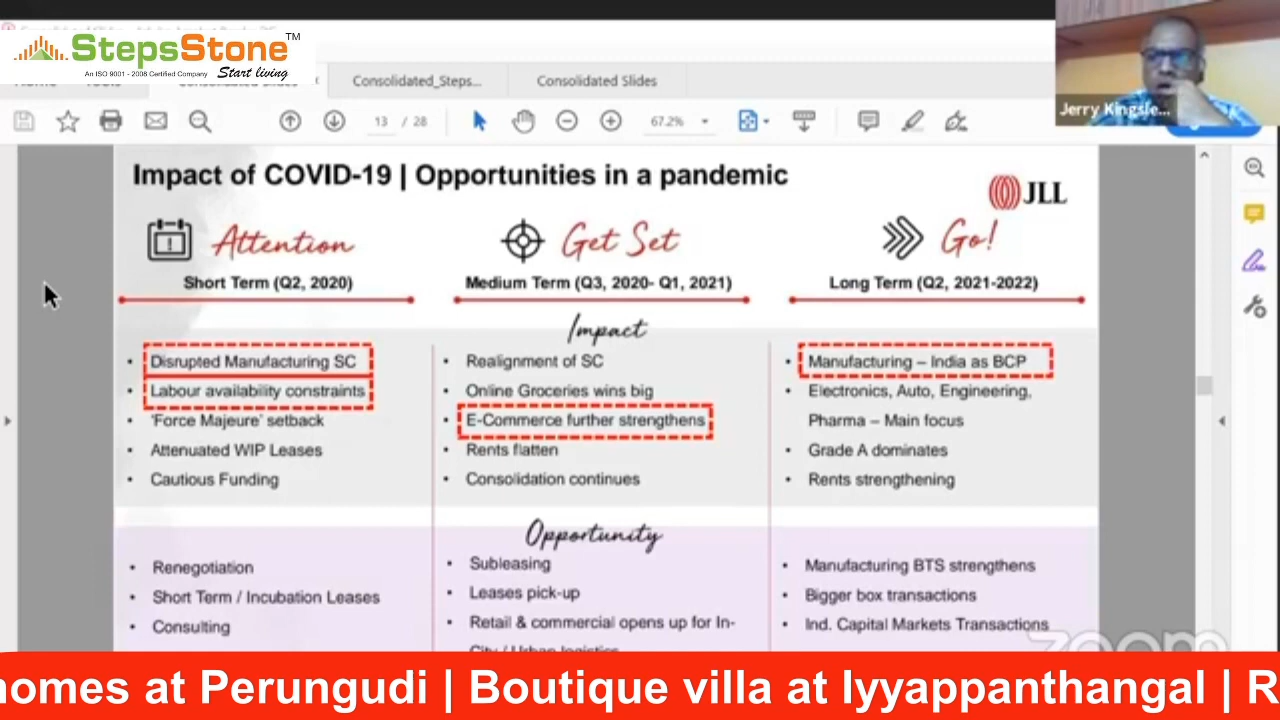 StepsStone™
An ISO 9001 - 2008 Certified Company Start living
Consolidated_Steps...
Consolidated Slides
13 / 28
67.2%
Jerry Kingsle...
Impact of COVID-19 | Opportunities in a pandemic
JLL
Attention
Get Set
Go!
Short Term (Q2, 2020)
Medium Term (Q3, 2020- Q1, 2021)
Long Term (Q2, 2021-2022)
Impact
• Disrupted Manufacturing SC
• Labour availability constraints
• 'Force Majeure' setback
• Attenuated WIP Leases
• Cautious Funding
• Realignment of SC
• Online Groceries wins big
• E-Commerce further strengthens
• Rents flatten
• Consolidation continues
• Manufacturing – India as BCP
• Electronics, Auto, Engineering,
Pharma – Main focus
• Grade A dominates
• Rents strengthening
Opportunity
• Renegotiation
• Short Term / Incubation Leases
• Consulting
• Subleasing
• Leases pick-up
• Retail & commercial opens up for In-
City / Urban logistics
• Manufacturing BTS strengthens
• Bigger box transactions
• Ind. Capital Markets Transactions
zoom
homes at Perungudi | Boutique villa at Iyyappanthangal | R